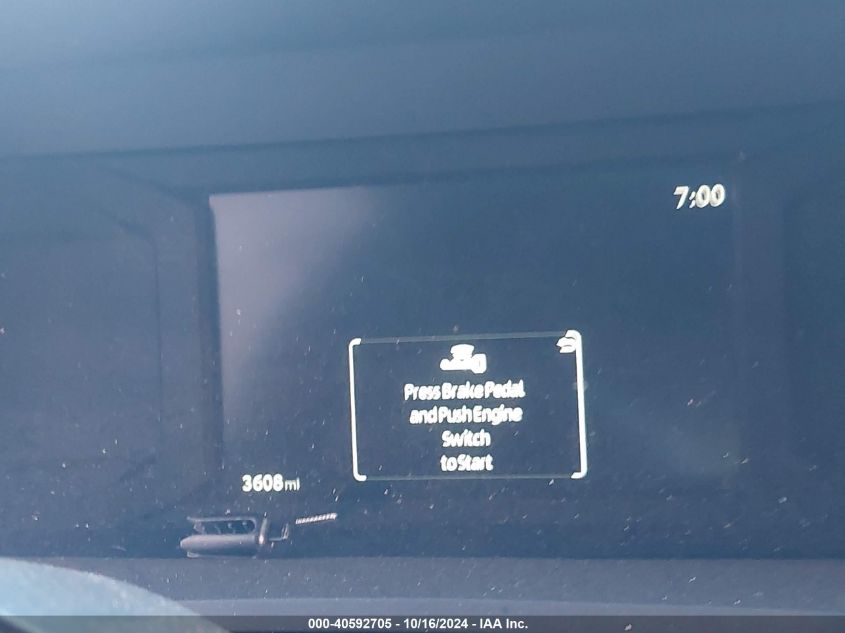 7:00
Press Brake Pedal
and Push Engine
Switch
to Start
3608 mi
000-40592705 - 10/16/2024 - IAA Inc.